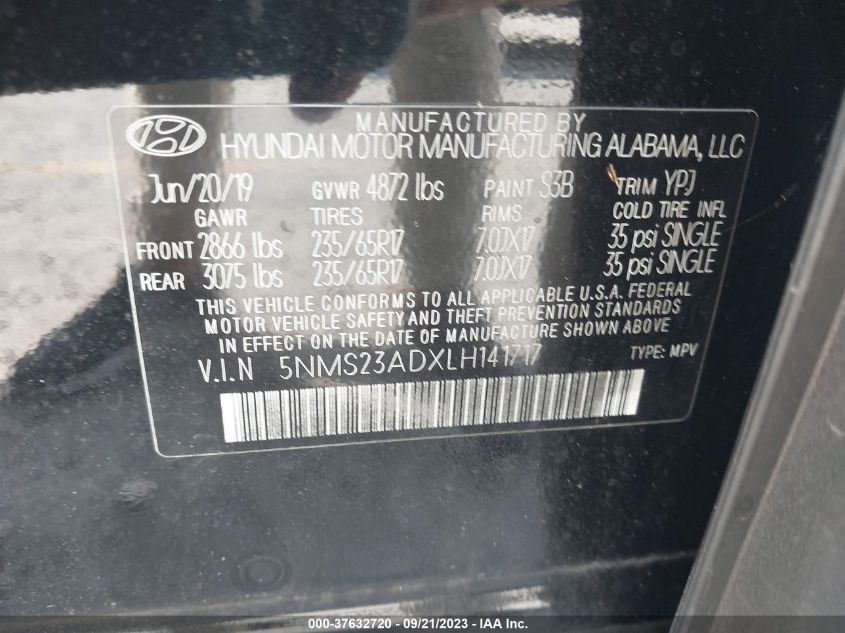 MANUFACTURED BY
HYUNDAI MOTOR MANUFACTURING ALABAMA, LLC
Jun/20/19 GVWR 4872 lbs PAINT S3B TRIM YPJ
GAWR TIRES RIMS COLD TIRE INFL
FRONT 2866 lbs 235/65R17 7.0JX17 35 psi SINGLE
REAR 3075 lbs 235/65R17 7.0JX17 35 psi SINGLE
THIS VEHICLE CONFORMS TO ALL APPLICABLE U.S.A. FEDERAL
MOTOR VEHICLE SAFETY AND THEFT PREVENTION STANDARDS
IN EFFECT ON THE DATE OF MANUFACTURE SHOWN ABOVE
V.I.N 5NMS23ADXLH141717 TYPE: MPV
000-37632720 - 09/21/2023 - IAA Inc.